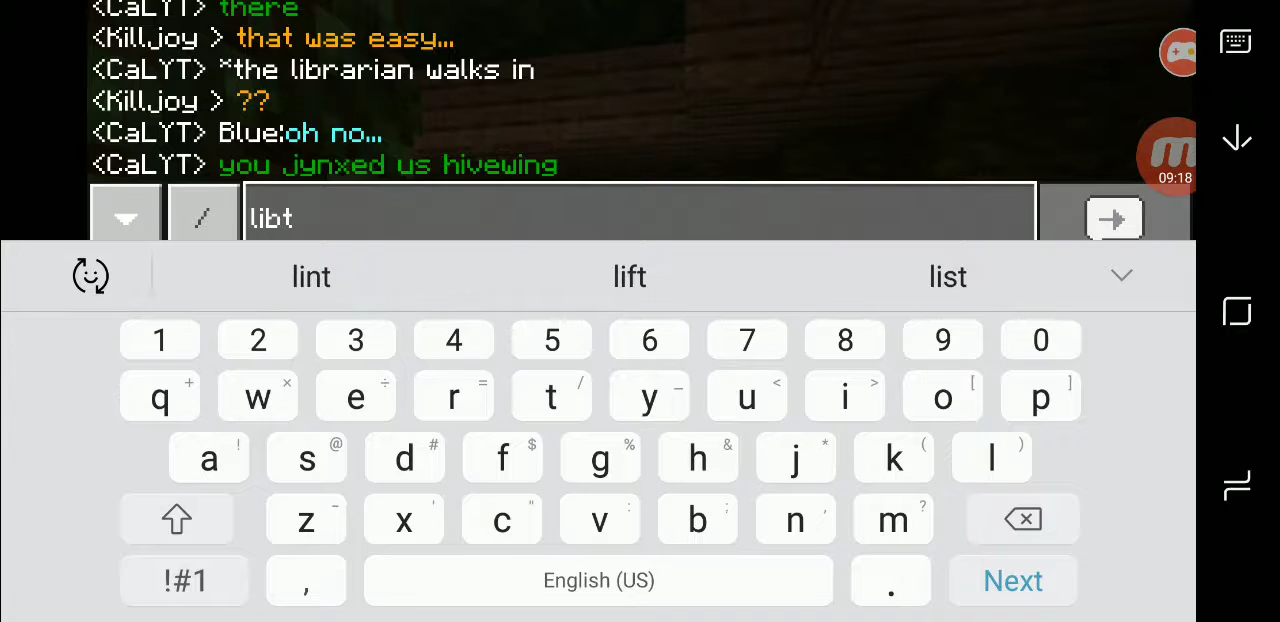 <CaLYT> there
<Killjoy > that was easy...
<CaLYT> *the librarian walks in
<Killjoy > ??
<CaLYT> Blue:oh no...
<CaLYT> you jynxed us hivewing
09:18
/ libt
lint lift list
1 2 3 4 5 6 7 8 9 0
q + w × e ÷ r = t / y _ u < i > o [ p ]
a ! s @ d # f $ g % h & j * k ( l )
z - x ' c " v : b ; n , m ?
!#1 , English (US) . Next